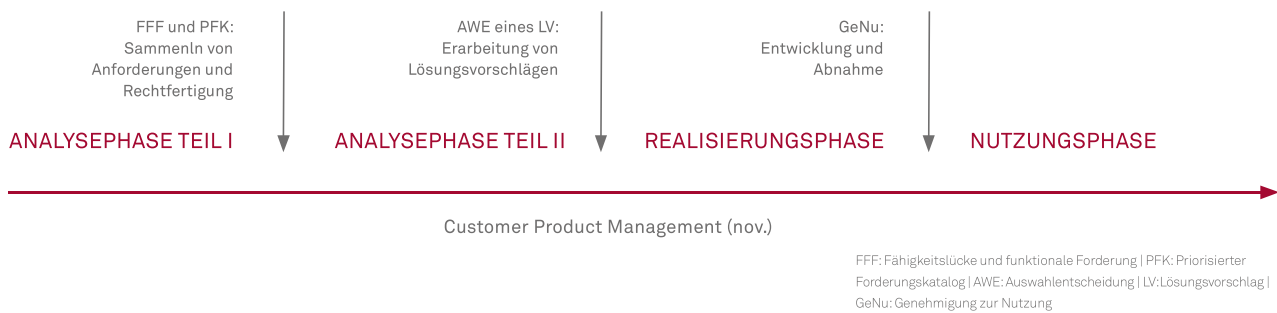 FFF und PFK:
Sammenln von
Anforderungen und
Rechtfertigung
AWE eines LV:
Erarbeitung von
Lösungsvorschlägen
GeNu:
Entwicklung und
Abnahme
ANALYSEPHASE TEIL I
ANALYSEPHASE TEIL II
REALISIERUNGSPHASE
NUTZUNGSPHASE
Customer Product Management (nov.)
FFF: Fähigkeitslücke und funktionale Forderung | PFK: Priorisierter
Forderungskatalog | AWE: Auswahlentscheidung | LV:Lösungsvorschlag |
GeNu: Genehmigung zur Nutzung